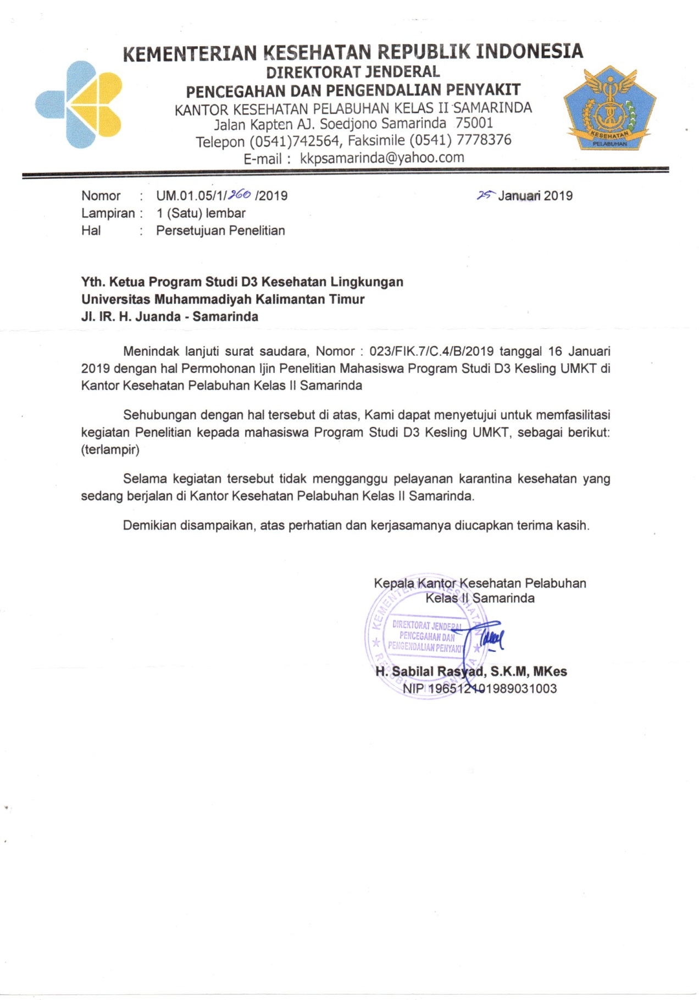 KEMENTERIAN KESEHATAN REPUBLIK INDONESIA
DIREKTORAT JENDERAL
PENCEGAHAN DAN PENGENDALIAN PENYAKIT
KANTOR KESEHATAN PELABUHAN KELAS II SAMARINDA
Jalan Kapten AJ. Soedjono Samarinda 75001
Telepon (0541)742564, Faksimile (0541) 7778376
E-mail : kkpsamarinda@yahoo.com
KESEHATAN
PELABUHAN
Nomor : UM.01.05/1/260 /2019
25 Januari 2019
Lampiran : 1 (Satu) lembar
Hal : Persetujuan Penelitian
Yth. Ketua Program Studi D3 Kesehatan Lingkungan
Universitas Muhammadiyah Kalimantan Timur
Jl. IR. H. Juanda - Samarinda
Menindak lanjuti surat saudara, Nomor : 023/FIK.7/C.4/B/2019 tanggal 16 Januari
2019 dengan hal Permohonan Ijin Penelitian Mahasiswa Program Studi D3 Kesling UMKT di
Kantor Kesehatan Pelabuhan Kelas II Samarinda
Sehubungan dengan hal tersebut di atas, Kami dapat menyetujui untuk memfasilitasi
kegiatan Penelitian kepada mahasiswa Program Studi D3 Kesling UMKT, sebagai berikut:
(terlampir)
Selama kegiatan tersebut tidak mengganggu pelayanan karantina kesehatan yang
sedang berjalan di Kantor Kesehatan Pelabuhan Kelas II Samarinda.
Demikian disampaikan, atas perhatian dan kerjasamanya diucapkan terima kasih.
Kepala Kantor Kesehatan Pelabuhan
Kelas II Samarinda
KEMENTERIAN KESEHATAN
DIREKTORAT JENDERAL
PENCEGAHAN DAN
PENGENDALIAN PENYAKIT
REPUBLIK INDONESIA
H. Sabilal Rasyad, S.K.M, MKes
NIP 196512101989031003